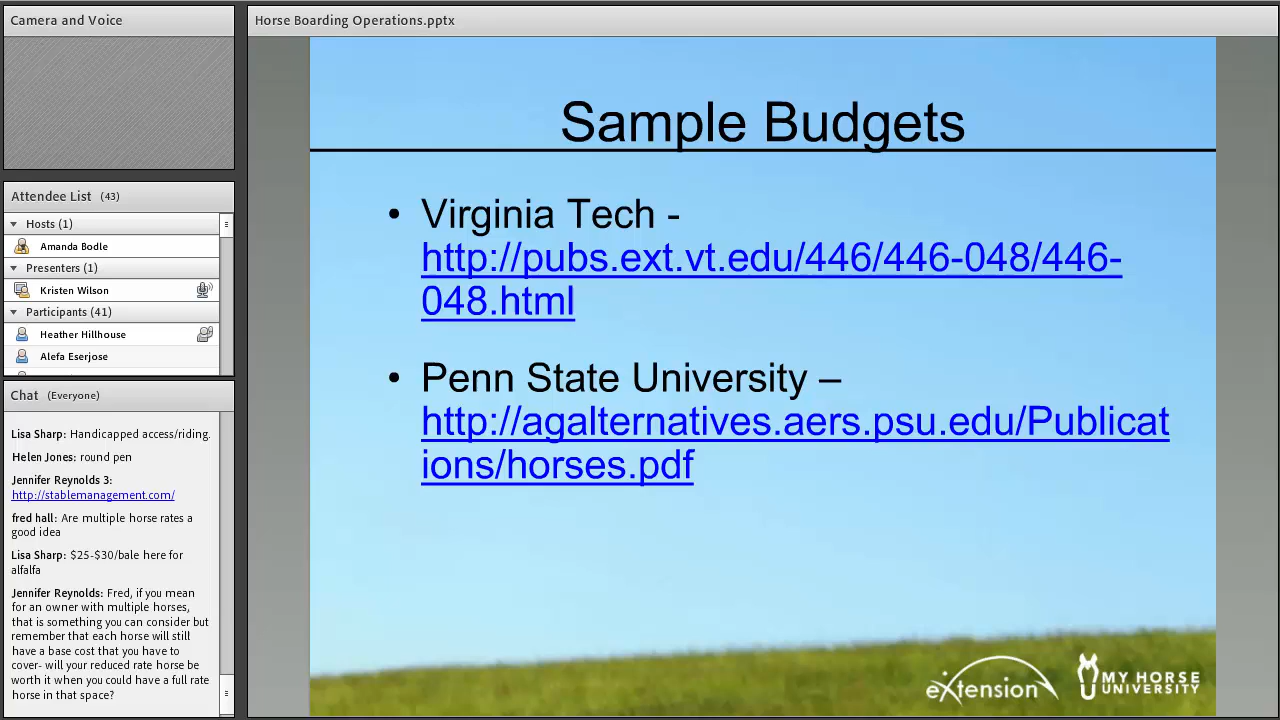 Camera and Voice
Attendee List (43)
Hosts (1)
Amanda Bodle
Presenters (1)
Kristen Wilson
Participants (41)
Heather Hillhouse
Alefa Eserjose
Chat (Everyone)
Lisa Sharp: Handicapped access/riding.
Helen Jones: round pen
Jennifer Reynolds 3:
http://stablemanagement.com/
fred hall: Are multiple horse rates a
good idea
Lisa Sharp: $25-$30/bale here for
alfalfa
Jennifer Reynolds: Fred, if you mean
for an owner with multiple horses,
that is something you can consider but
remember that each horse will still
have a base cost that you have to
cover- will your reduced rate horse be
worth it when you could have a full rate
horse in that space?
Horse Boarding Operations.pptx
Sample Budgets
• Virginia Tech -
http://pubs.ext.vt.edu/446/446-048/446-
048.html
• Penn State University –
http://agalternatives.aers.psu.edu/Publicat
ions/horses.pdf
eXtension
MY HORSE
UNIVERSITY